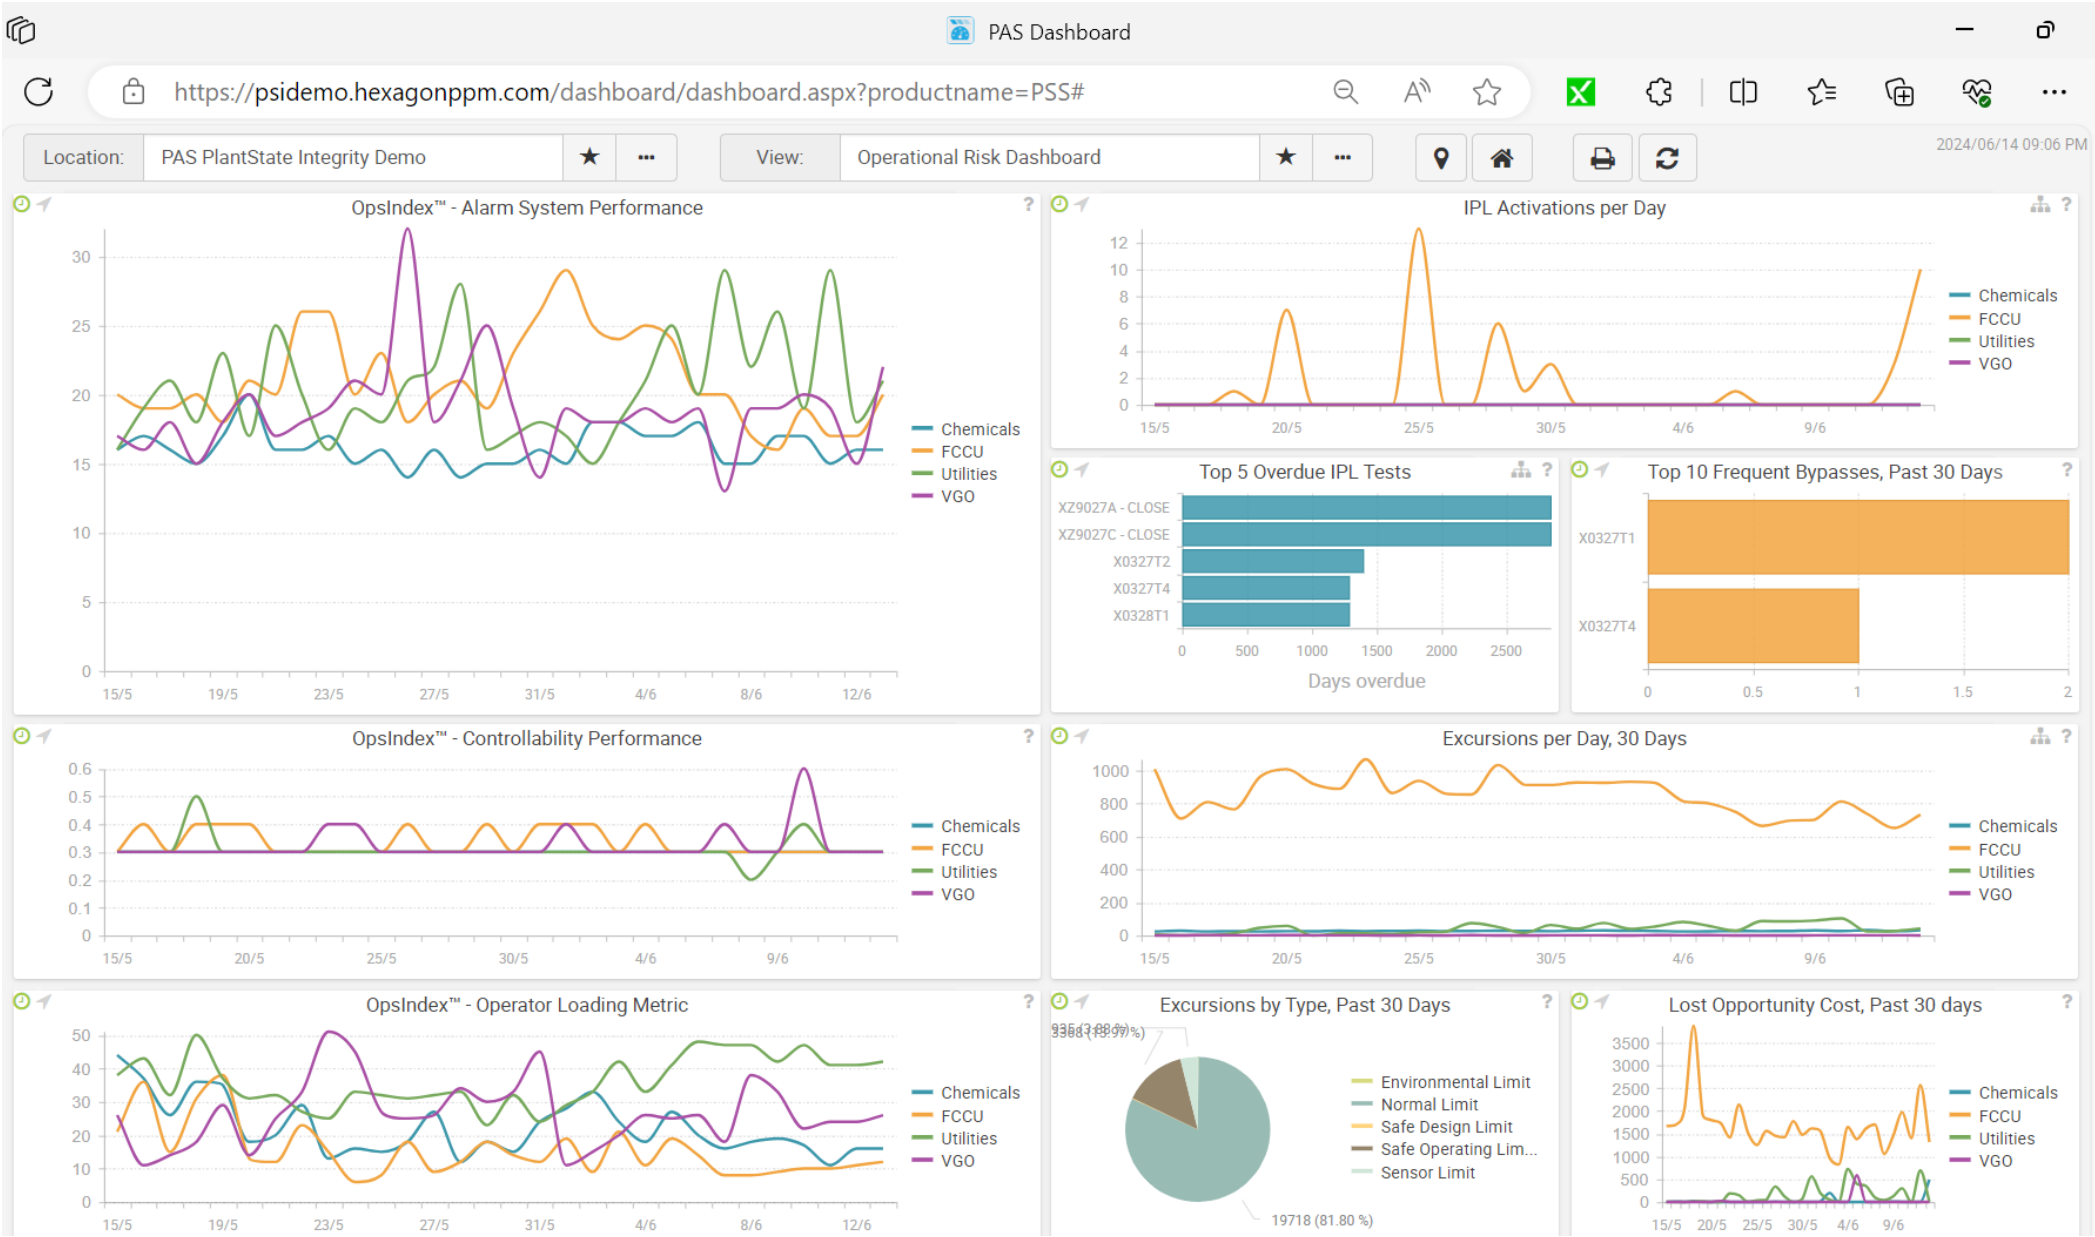 PAS Dashboard
https://psidemo.hexagonppm.com/dashboard/dashboard.aspx?productname=PSS#
Location: PAS PlantState Integrity Demo
View: Operational Risk Dashboard
2024/06/14 09:06 PM
OpsIndex™ - Alarm System Performance
?
30
25
20
15
10
5
0
15/5 19/5 23/5 27/5 31/5 4/6 8/6 12/6
Chemicals
FCCU
Utilities
VGO
IPL Activations per Day
?
12
10
8
6
4
2
0
15/5 20/5 25/5 30/5 4/6 9/6
Chemicals
FCCU
Utilities
VGO
Top 5 Overdue IPL Tests
?
XZ9027A - CLOSE
XZ9027C - CLOSE
X0327T2
X0327T4
X0328T1
0 500 1000 1500 2000 2500
Days overdue
Top 10 Frequent Bypasses, Past 30 Days
?
X0327T1
X0327T4
0 0.5 1 1.5 2
OpsIndex™ - Controllability Performance
?
0.6
0.5
0.4
0.3
0.2
0.1
0
15/5 20/5 25/5 30/5 4/6 9/6
Chemicals
FCCU
Utilities
VGO
Excursions per Day, 30 Days
?
1000
800
600
400
200
0
15/5 20/5 25/5 30/5 4/6 9/6
Chemicals
FCCU
Utilities
VGO
OpsIndex™ - Operator Loading Metric
?
50
40
30
20
10
0
15/5 19/5 23/5 27/5 31/5 4/6 8/6 12/6
Chemicals
FCCU
Utilities
VGO
Excursions by Type, Past 30 Days
?
Environmental Limit
Normal Limit
Safe Design Limit
Safe Operating Lim...
Sensor Limit
19718 (81.80 %)
Lost Opportunity Cost, Past 30 days
?
3500
3000
2500
2000
1500
1000
500
0
15/5 20/5 25/5 30/5 4/6 9/6
Chemicals
FCCU
Utilities
VGO